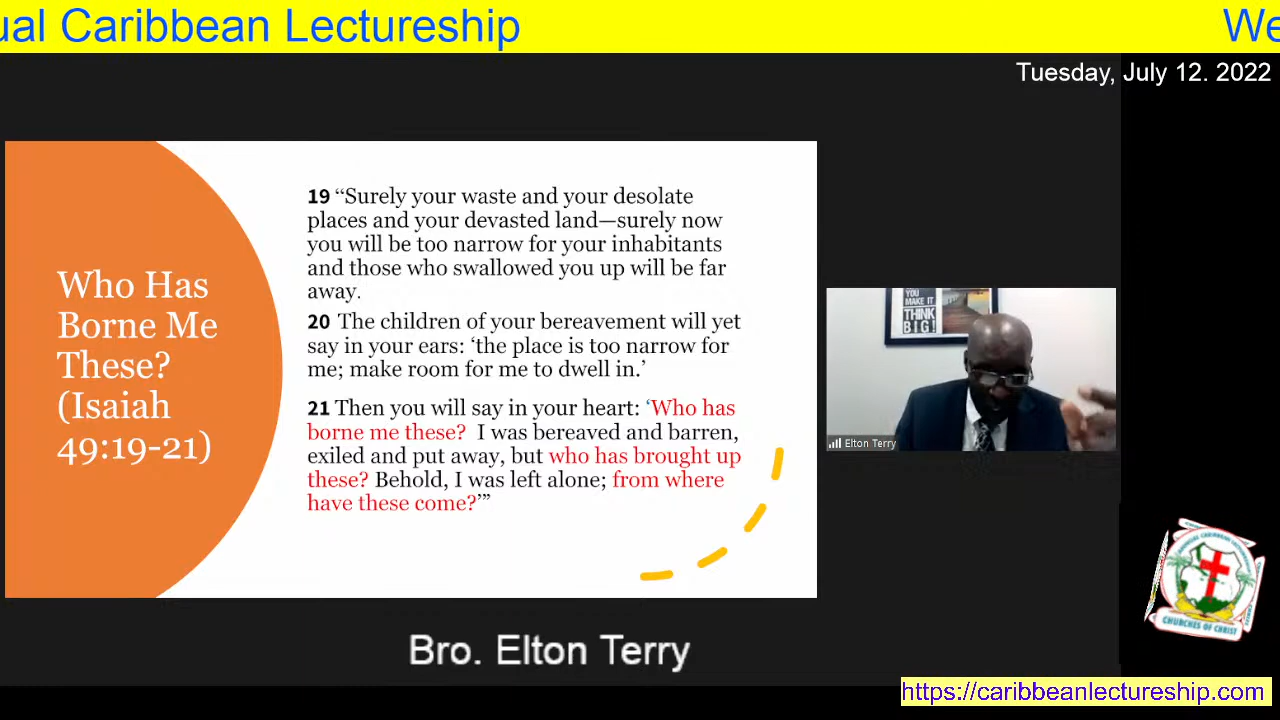 ual Caribbean Lectureship We
Tuesday, July 12. 2022
Who Has
Borne Me
These?
(Isaiah
49:19-21)
19 “Surely your waste and your desolate
places and your devasted land—surely now
you will be too narrow for your inhabitants
and those who swallowed you up will be far
away.
20 The children of your bereavement will yet
say in your ears: ‘the place is too narrow for
me; make room for me to dwell in.’
21 Then you will say in your heart: ‘Who has
borne me these? I was bereaved and barren,
exiled and put away, but who has brought up
these? Behold, I was left alone; from where
have these come?’”
YOU
MAKE IT
THINK
BIG!
Elton Terry
CHURCHES OF CHRIST
Bro. Elton Terry
https://caribbeanlectureship.com